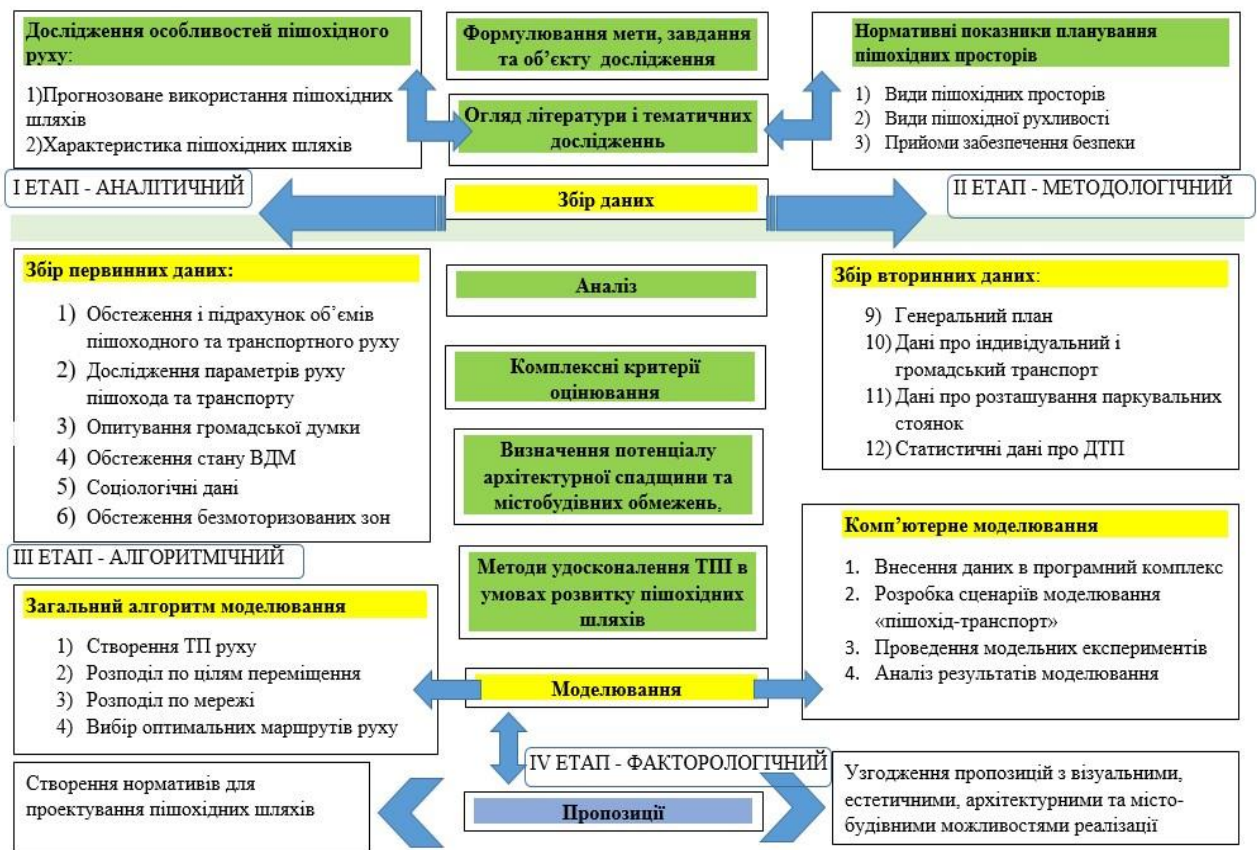 Дослідження особливостей пішохідного
руху:
1)Прогнозоване використання пішохідних
шляхів
2)Характеристика пішохідних шляхів
Формулювання мети, завдання
та об’єкту дослідження
Огляд літератури і тематичних
дослідженнь
Нормативні показники планування
пішохідних просторів
1) Види пішохідних просторів
2) Види пішохідної рухливості
3) Прийоми забезпечення безпеки
І ЕТАП - АНАЛІТИЧНИЙ
Збір даних
ІІ ЕТАП - МЕТОДОЛОГІЧНИЙ
Збір первинних даних:
1) Обстеження і підрахунок об’ємів
пішоходного та транспортного руху
2) Дослідження параметрів руху
пішохода та транспорту
3) Опитування громадської думки
4) Обстеження стану ВДМ
5) Соціологічні дані
6) Обстеження безмоторизованих зон
Аналіз
Комплексні критерії
оцінювання
Визначення потенціалу
архітектурної спадщини та
містобудівних обмежень,
Методи удосконалення ТПІ в
умовах розвитку пішохідних
шляхів
Збір вторинних даних:
9) Генеральний план
10) Дані про індивідуальний і
громадський транспорт
11) Дані про розташування паркувальних
стоянок
12) Статистичні дані про ДТП
ІІІ ЕТАП - АЛГОРИТМІЧНИЙ
Загальний алгоритм моделювання
1) Створення ТП руху
2) Розподіл по цілям переміщення
3) Розподіл по мережі
4) Вибір оптимальних маршрутів руху
Моделювання
Комп’ютерне моделювання
1. Внесення даних в програмний комплекс
2. Розробка сценаріїв моделювання
«пішохід-транспорт»
3. Проведення модельних експериментів
4. Аналіз результатів моделювання
IV ЕТАП - ФАКТОРОЛОГІЧНИЙ
Створення нормативів для
проектування пішохідних шляхів
Пропозиції
Узгодження пропозицій з візуальними,
естетичними, архітектурними та місто-
будівними можливостями реалізації